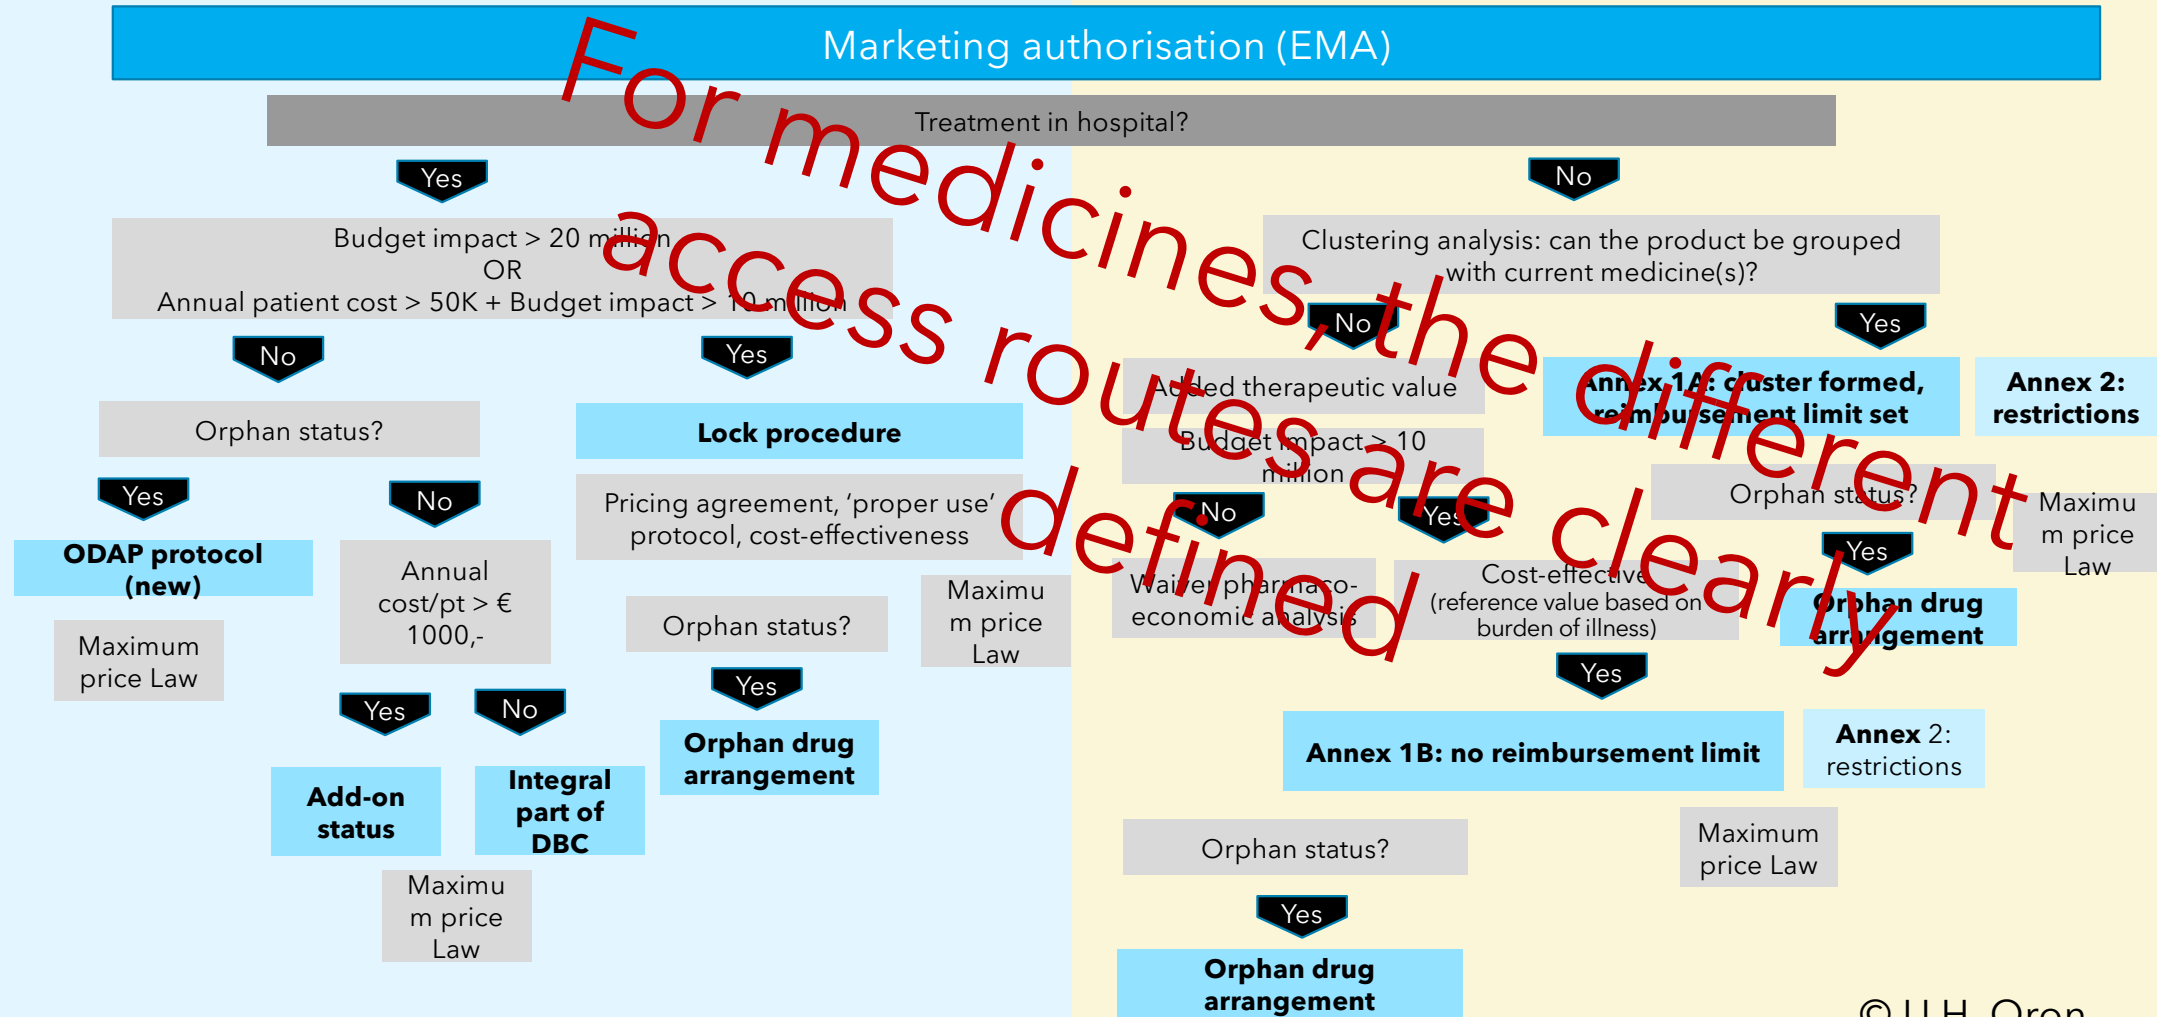 Marketing authorisation (EMA)
For medicines, the different
access routes are clearly
defined
Treatment in hospital?
Yes
Budget impact > 20 million
OR
Annual patient cost > 50K + Budget impact > 10 million
No
Yes
Orphan status?
Yes
No
ODAP protocol
(new)
Maximum
price Law
Annual
cost/pt > €
1000,-
Yes
No
Add-on
status
Integral
part of
DBC
Maximu
m price
Law
Lock procedure
Pricing agreement, ‘proper use’
protocol, cost-effectiveness
Orphan status?
Yes
Orphan drug
arrangement
Maximu
m price
Law
No
Clustering analysis: can the product be grouped
with current medicine(s)?
No
Yes
Added therapeutic value
Budget impact > 10
million
No
Yes
Waiver pharmaco-
economic analysis
Cost-effective
(reference value based on
burden of illness)
Yes
Annex 1B: no reimbursement limit
Annex 2:
restrictions
Orphan status?
Yes
Orphan drug
arrangement
Maximum
price Law
Annex 1A: cluster formed,
reimbursement limit set
Annex 2:
restrictions
Orphan status?
Yes
Orphan drug
arrangement
Maximu
m price
Law